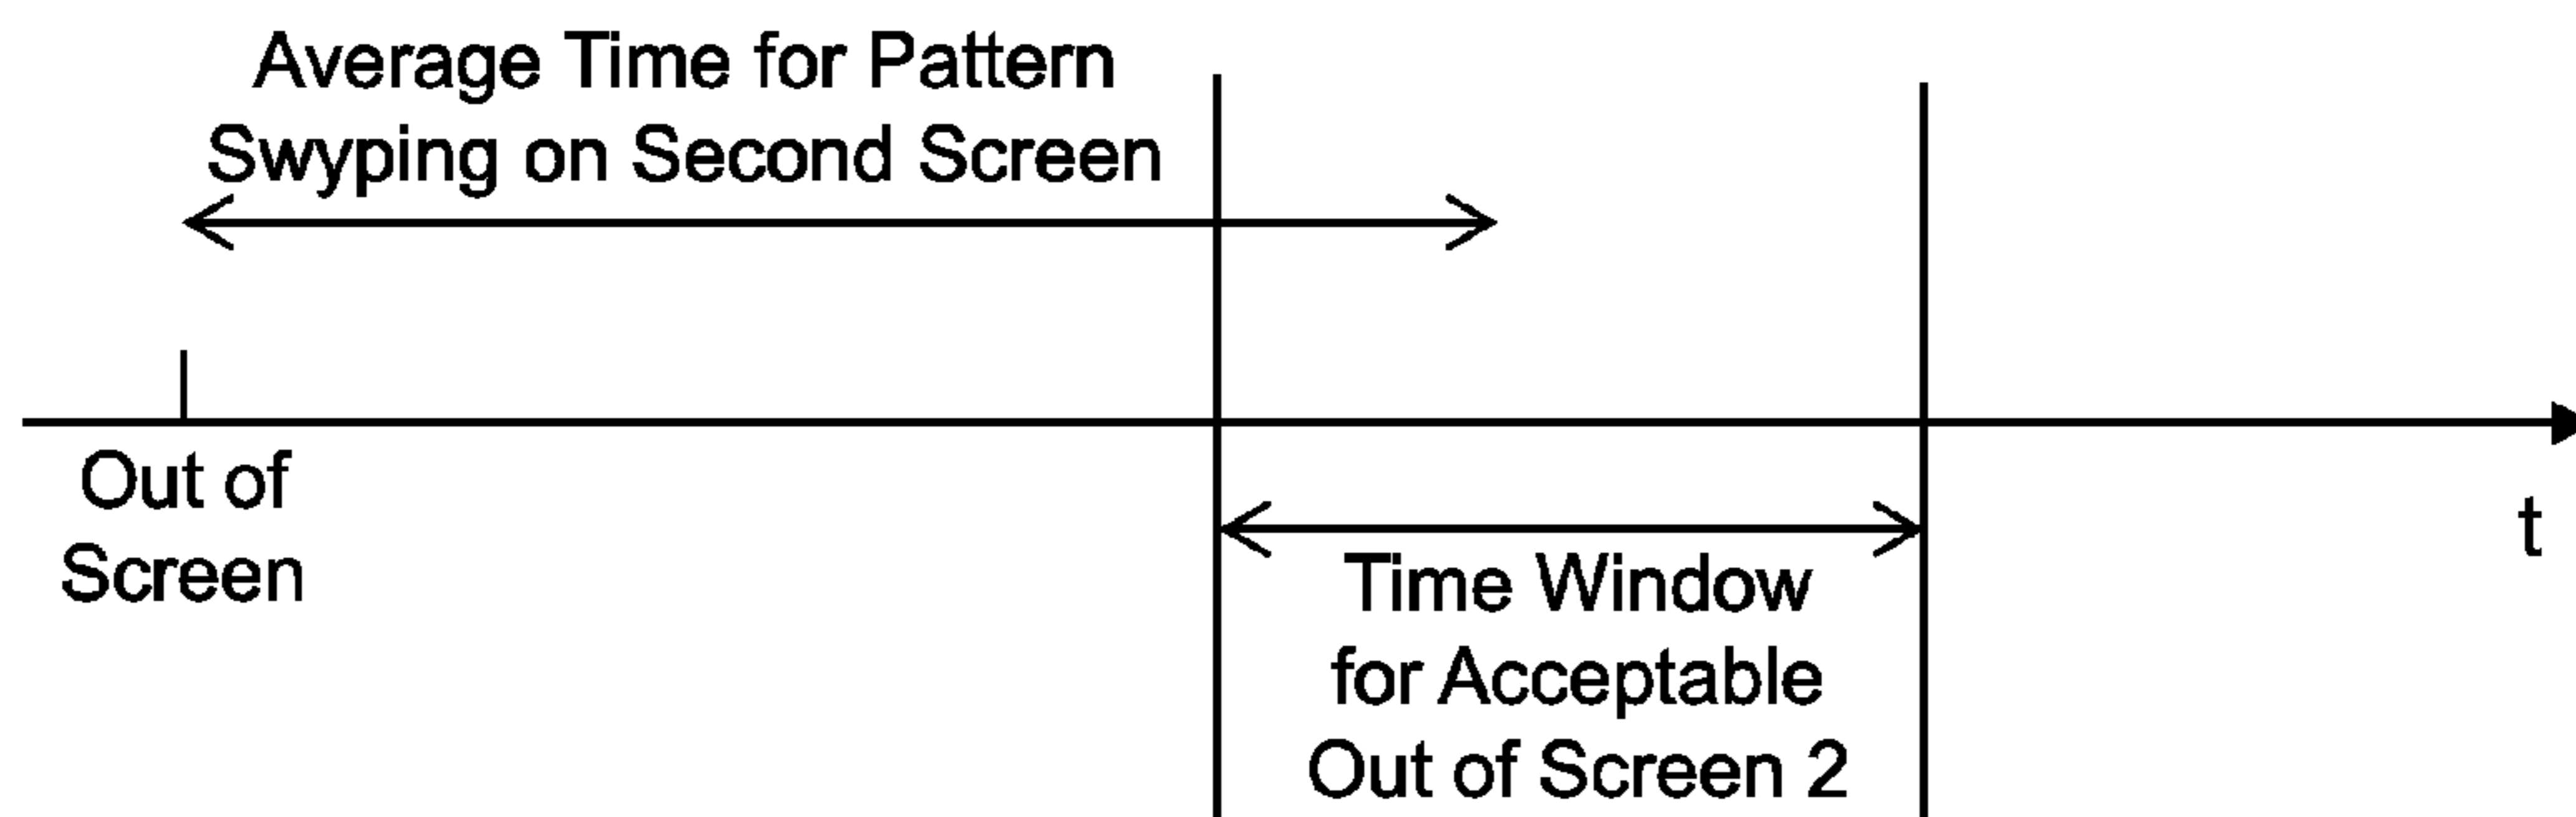 Average Time for Pattern
Swyping on Second Screen
Out of
Screen
t
Time Window
for Acceptable
Out of Screen 2